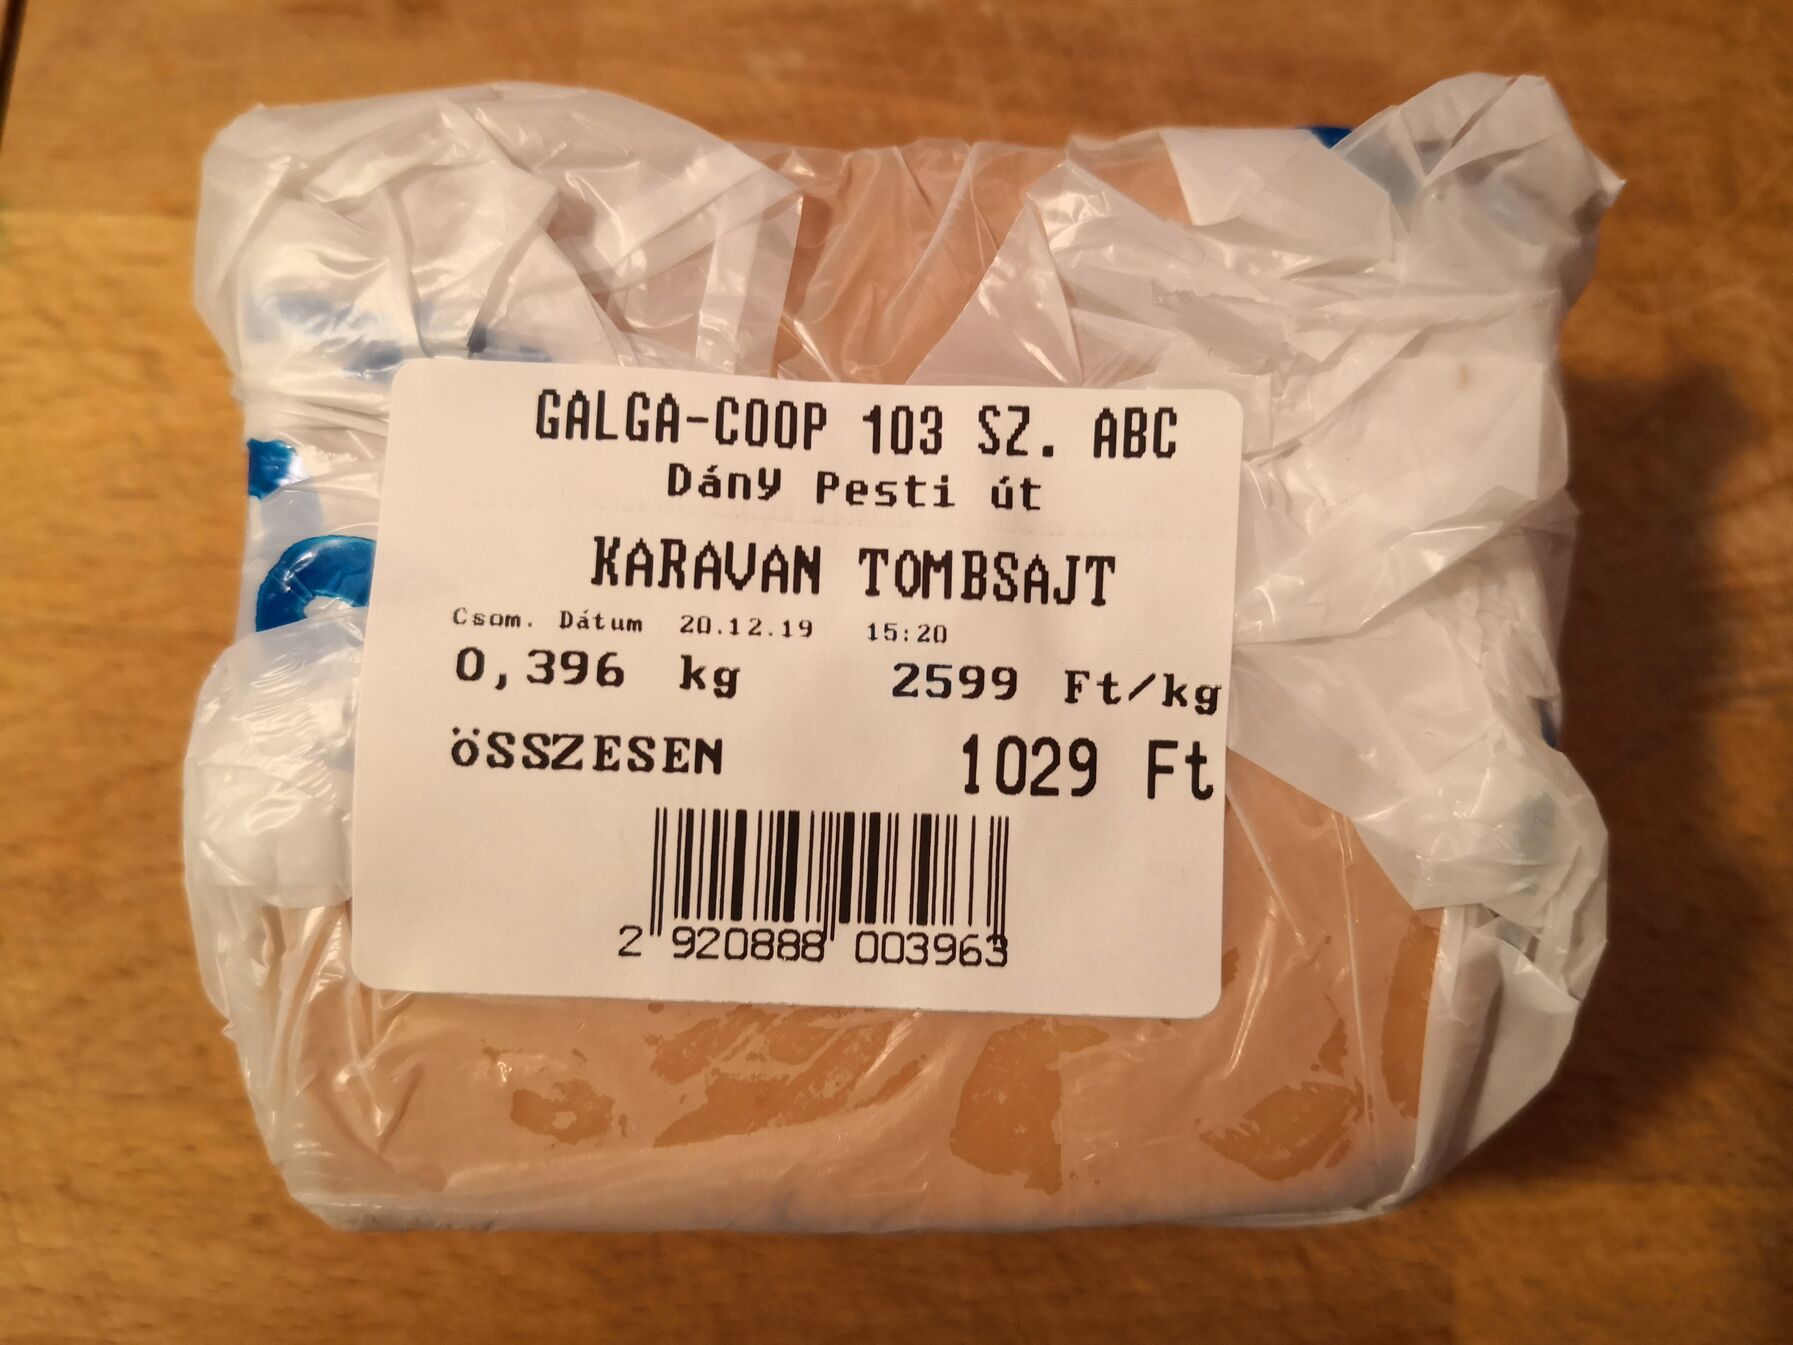 GALGA-COOP 103 SZ. ABC
Dány Pesti út
KARAVAN TOMBSAJT
Csom. Dátum 20.12.19 15:20
0,396 kg 2599 Ft/kg
öSSZESEN 1029 Ft
2 920888 003963